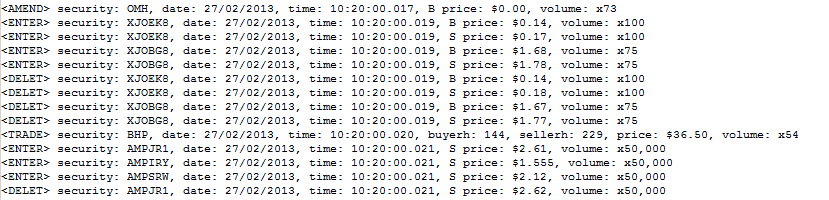 <AMEND> security: OMH, date: 27/02/2013, time: 10:20:00.017, B price: $0.00, volume: x73
<ENTER> security: XJOEK8, date: 27/02/2013, time: 10:20:00.019, B price: $0.14, volume: x100
<ENTER> security: XJOEK8, date: 27/02/2013, time: 10:20:00.019, S price: $0.17, volume: x100
<ENTER> security: XJOBG8, date: 27/02/2013, time: 10:20:00.019, B price: $1.68, volume: x75
<ENTER> security: XJOBG8, date: 27/02/2013, time: 10:20:00.019, S price: $1.78, volume: x75
<DELET> security: XJOEK8, date: 27/02/2013, time: 10:20:00.019, B price: $0.14, volume: x100
<DELET> security: XJOEK8, date: 27/02/2013, time: 10:20:00.019, S price: $0.18, volume: x100
<DELET> security: XJOBG8, date: 27/02/2013, time: 10:20:00.019, B price: $1.67, volume: x75
<DELET> security: XJOBG8, date: 27/02/2013, time: 10:20:00.019, S price: $1.77, volume: x75
<TRADE> security: BHP, date: 27/02/2013, time: 10:20:00.020, buyerh: 144, sellerh: 229, price: $36.50, volume: x54
<ENTER> security: AMPJR1, date: 27/02/2013, time: 10:20:00.021, S price: $2.61, volume: x50,000
<ENTER> security: AMPIRY, date: 27/02/2013, time: 10:20:00.021, S price: $1.555, volume: x50,000
<ENTER> security: AMPSRW, date: 27/02/2013, time: 10:20:00.021, S price: $2.12, volume: x50,000
<DELET> security: AMPJR1, date: 27/02/2013, time: 10:20:00.021, S price: $2.62, volume: x50,000